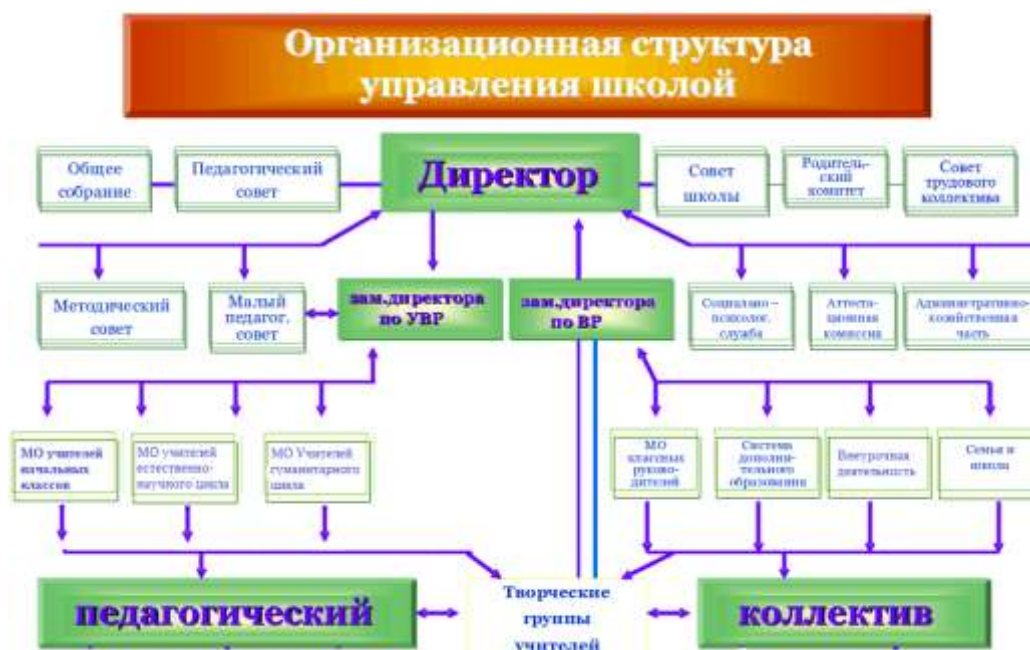 Организационная структура
управления школой
Общее
собрание
Педагогический
совет
Директор
Совет
школы
Родитель-
ский
комитет
Совет
трудового
коллектива
Методический
совет
Малый
педагог.
совет
зам.директора
по УВР
зам.директора
по ВР
Социально –
психолог.
служба
Аттеста-
ционная
комиссия
Административно-
хозяйственная
часть
МО учителей
начальных
классов
МО учителей
естественно-
научного цикла
МО Учителей
гуманитарного
цикла
МО
классных
руково-
дителей
Система
дополни-
тельного
образования
Внеурочная
деятельность
Семья и
школа
педагогический
Творческие
группы
учителей
коллектив